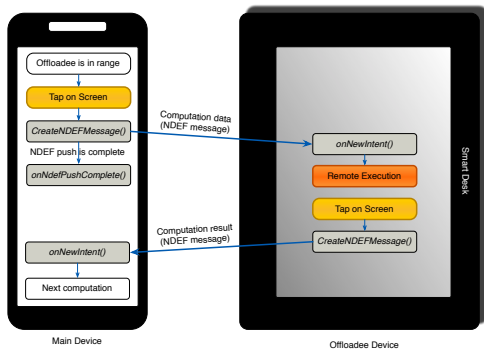 Offloadee is in range
Tap on Screen
CreateNDEFMessage()
NDEF push is complete
onNdefPushComplete()
onNewIntent()
Next computation
Main Device
Computation data
(NDEF message)
Computation result
(NDEF message)
onNewIntent()
Remote Execution
Tap on Screen
CreateNDEFMessage()
Smart Desk
Offloadee Device